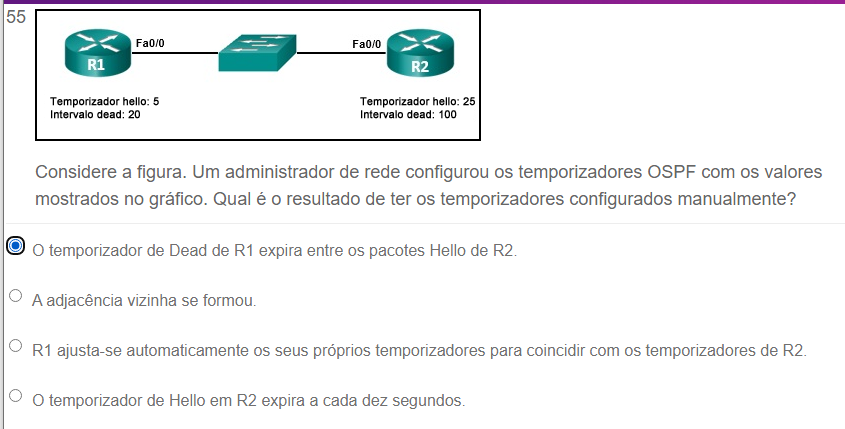 55
Fa0/0
Fa0/0
R1
R2
Temporizador hello: 5
Intervalo dead: 20
Temporizador hello: 25
Intervalo dead: 100
Considere a figura. Um administrador de rede configurou os temporizadores OSPF com os valores
mostrados no gráfico. Qual é o resultado de ter os temporizadores configurados manualmente?
O temporizador de Dead de R1 expira entre os pacotes Hello de R2.
A adjacência vizinha se formou.
R1 ajusta-se automaticamente os seus próprios temporizadores para coincidir com os temporizadores de R2.
O temporizador de Hello em R2 expira a cada dez segundos.